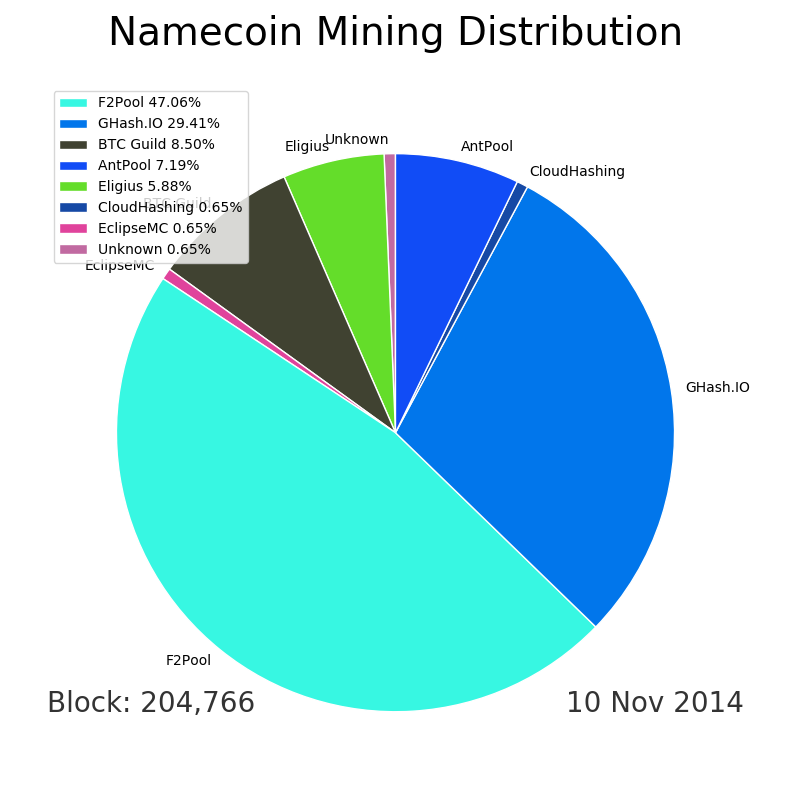 Namecoin Mining Distribution
F2Pool 47.06%
GHash.IO 29.41%
BTC Guild 8.50%
AntPool 7.19%
Eligius 5.88%
CloudHashing 0.65%
EclipseMC 0.65%
Unknown 0.65%
Unknown
Eligius
AntPool
CloudHashing
BTC Guild
EclipseMC
GHash.IO
F2Pool
Block: 204,766
10 Nov 2014